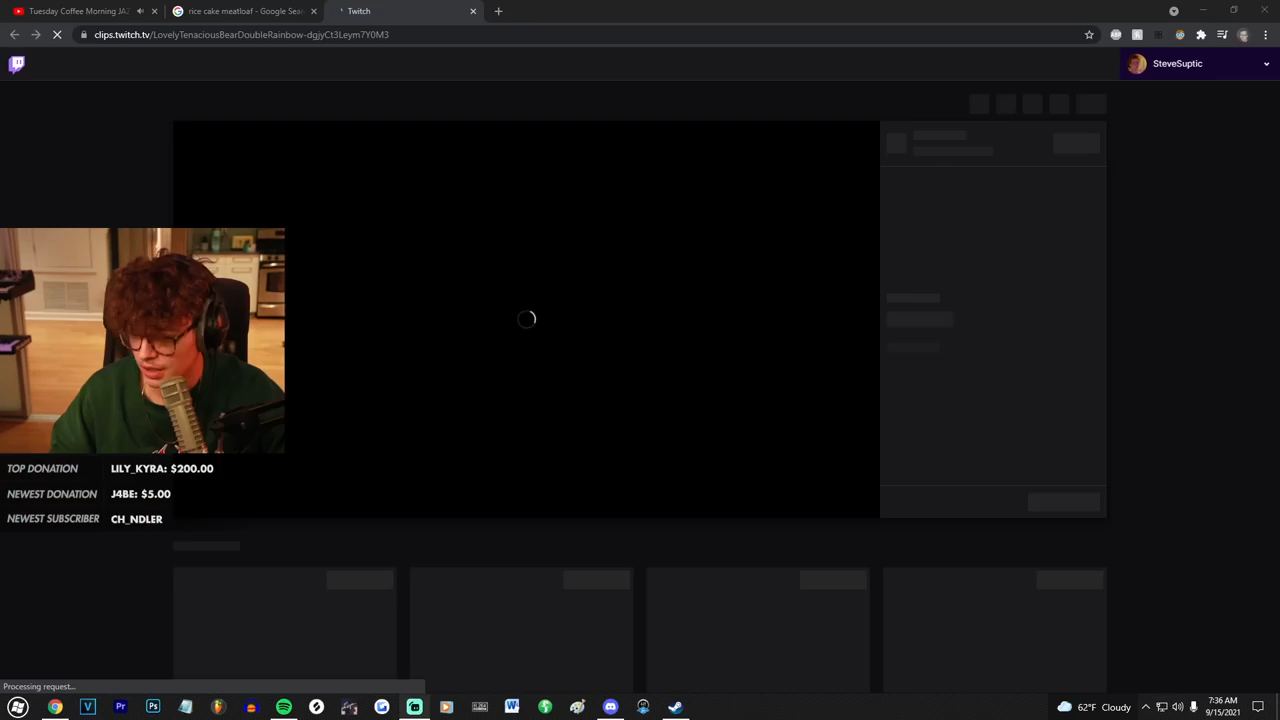 Tuesday Coffee Morning JAZ
rice cake meatloaf - Google Sear
Twitch
clips.twitch.tv/LovelyTenaciousBearDoubleRainbow-dgjyCt3Leym7Y0M3
SteveSuptic
TOP DONATION LILY_KYRA: $200.00
NEWEST DONATION J4BE: $5.00
NEWEST SUBSCRIBER CH_NDLER
Processing request...
62°F Cloudy
7:36 AM
9/15/2021